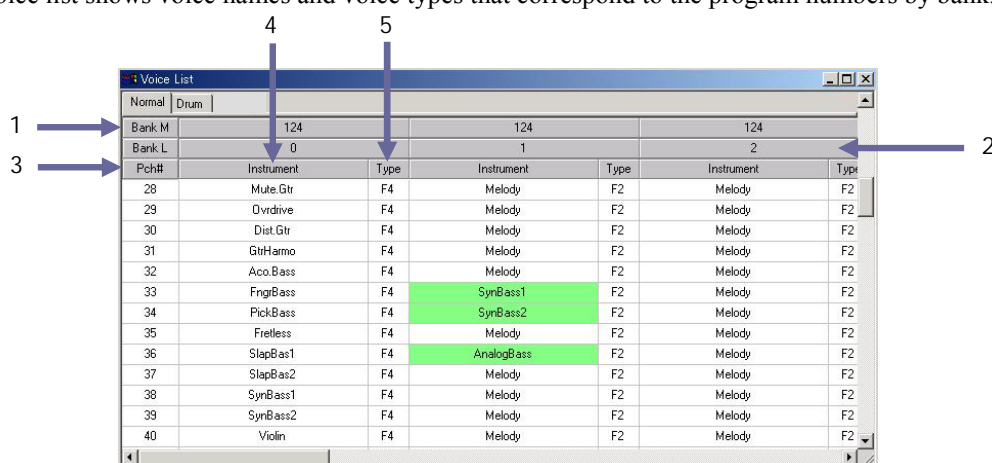 oice list shows voice names and voice types that correspond to the program numbers by bank.
4 5
Voice List
Normal Drum
1 Bank M 124 124 124
Bank L 0 1 2 2
3 Pch# Instrument Type Instrument Type Instrument Type
28 Mute.Gtr F4 Melody F2 Melody F2
29 Ovrdrive F4 Melody F2 Melody F2
30 Dist.Gtr F4 Melody F2 Melody F2
31 GtrHarmo F4 Melody F2 Melody F2
32 Aco.Bass F4 Melody F2 Melody F2
33 FngrBass F4 SynBass1 F2 Melody F2
34 PickBass F4 SynBass2 F2 Melody F2
35 Fretless F4 Melody F2 Melody F2
36 SlapBas1 F4 AnalogBass F2 Melody F2
37 SlapBas2 F4 Melody F2 Melody F2
38 SynBass1 F4 Melody F2 Melody F2
39 SynBass2 F4 Melody F2 Melody F2
40 Violin F4 Melody F2 Melody F2